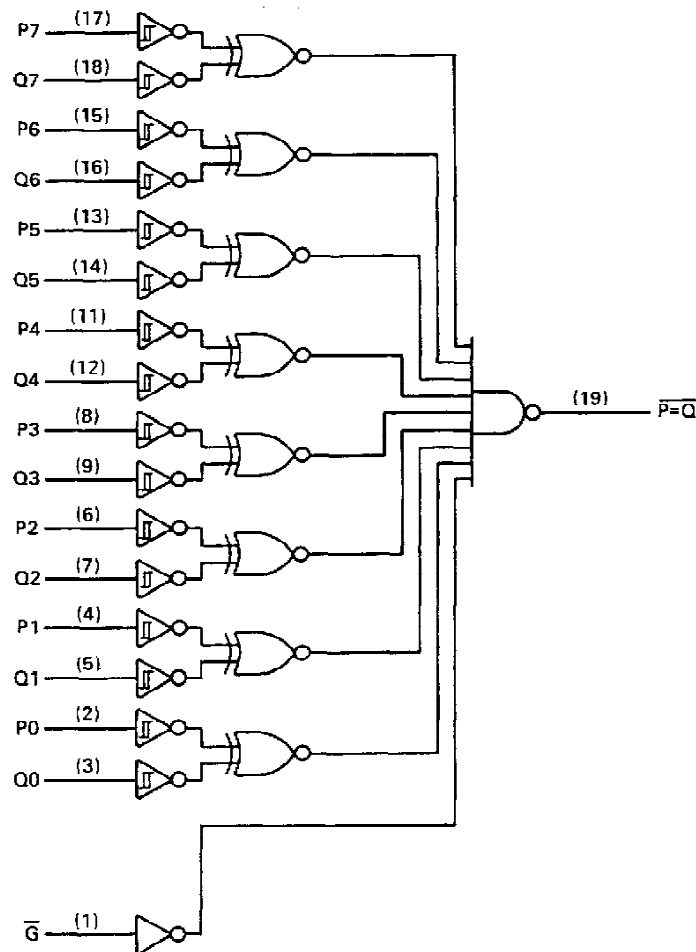 P7 (17)
Q7 (18)
P6 (15)
Q6 (16)
P5 (13)
Q5 (14)
P4 (11)
Q4 (12)
P3 (8)
Q3 (9)
(19) P=Q
P2 (6)
Q2 (7)
P1 (4)
Q1 (5)
P0 (2)
Q0 (3)
G (1)